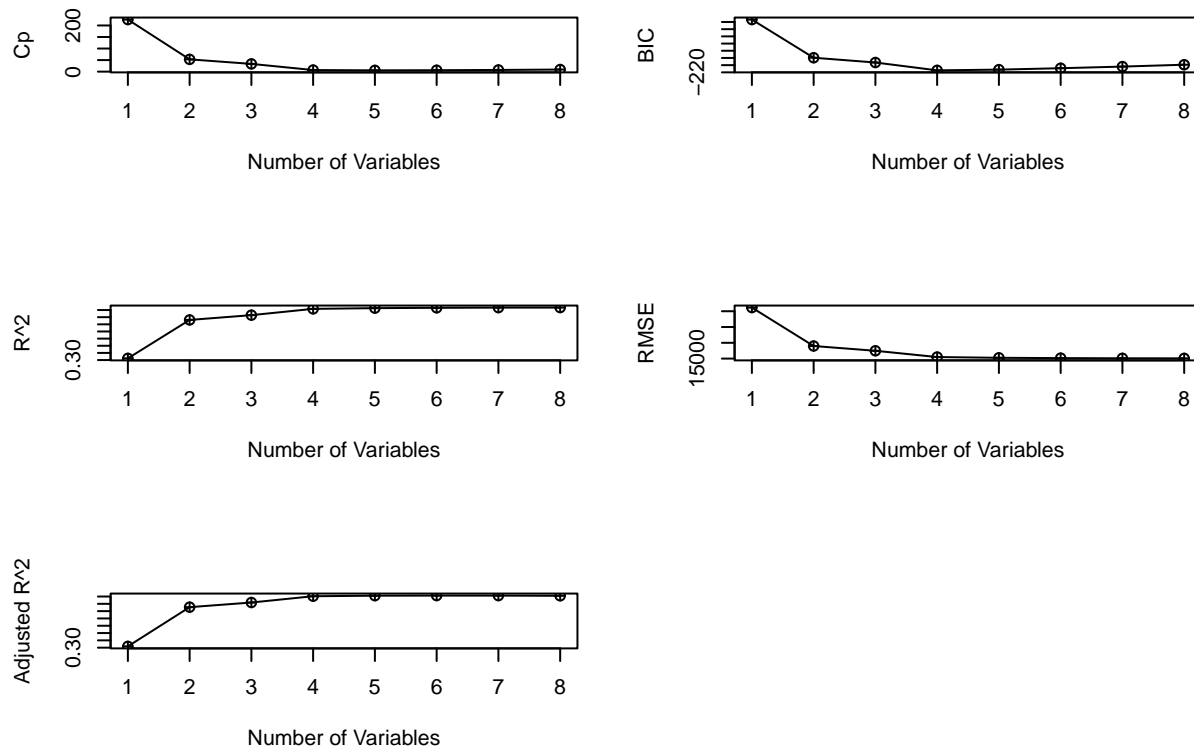 Cp
200
0
1 2 3 4 5 6 7 8
Number of Variables
BIC
−220
1 2 3 4 5 6 7 8
Number of Variables
R^2
0.30
1 2 3 4 5 6 7 8
Number of Variables
RMSE
15000
1 2 3 4 5 6 7 8
Number of Variables
Adjusted R^2
0.30
1 2 3 4 5 6 7 8
Number of Variables